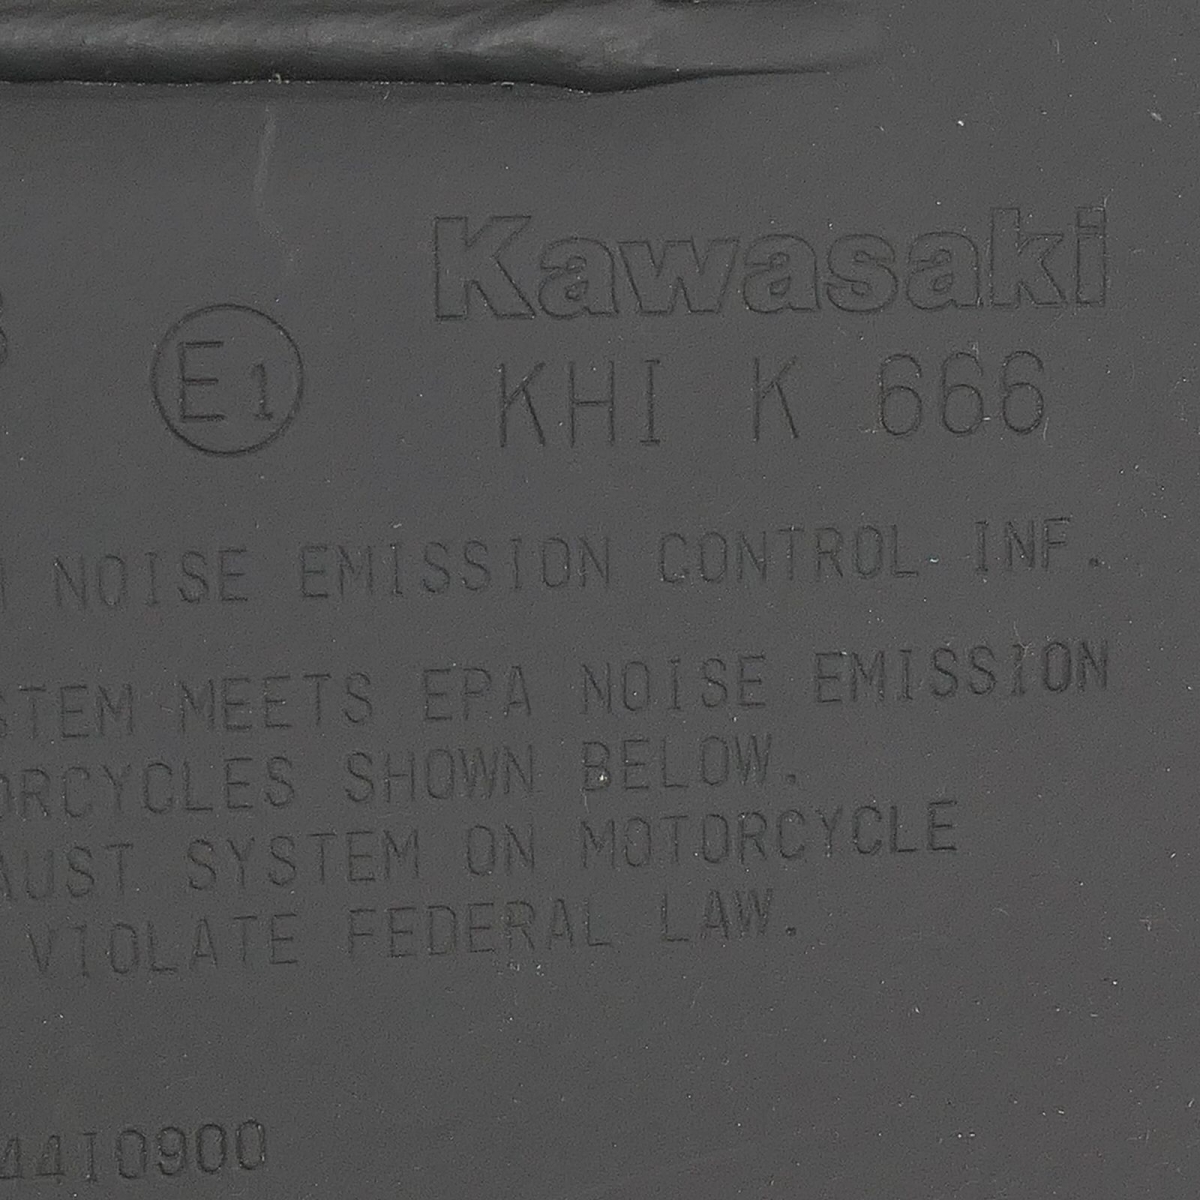 Kawasaki
E1 KHI K 666
NOISE EMISSION CONTROL INF.
STEM MEETS EPA NOISE EMISSION
ORCYCLES SHOWN BELOW.
AUST SYSTEM ON MOTORCYCLE
VIOLATE FEDERAL LAW.
44I0900